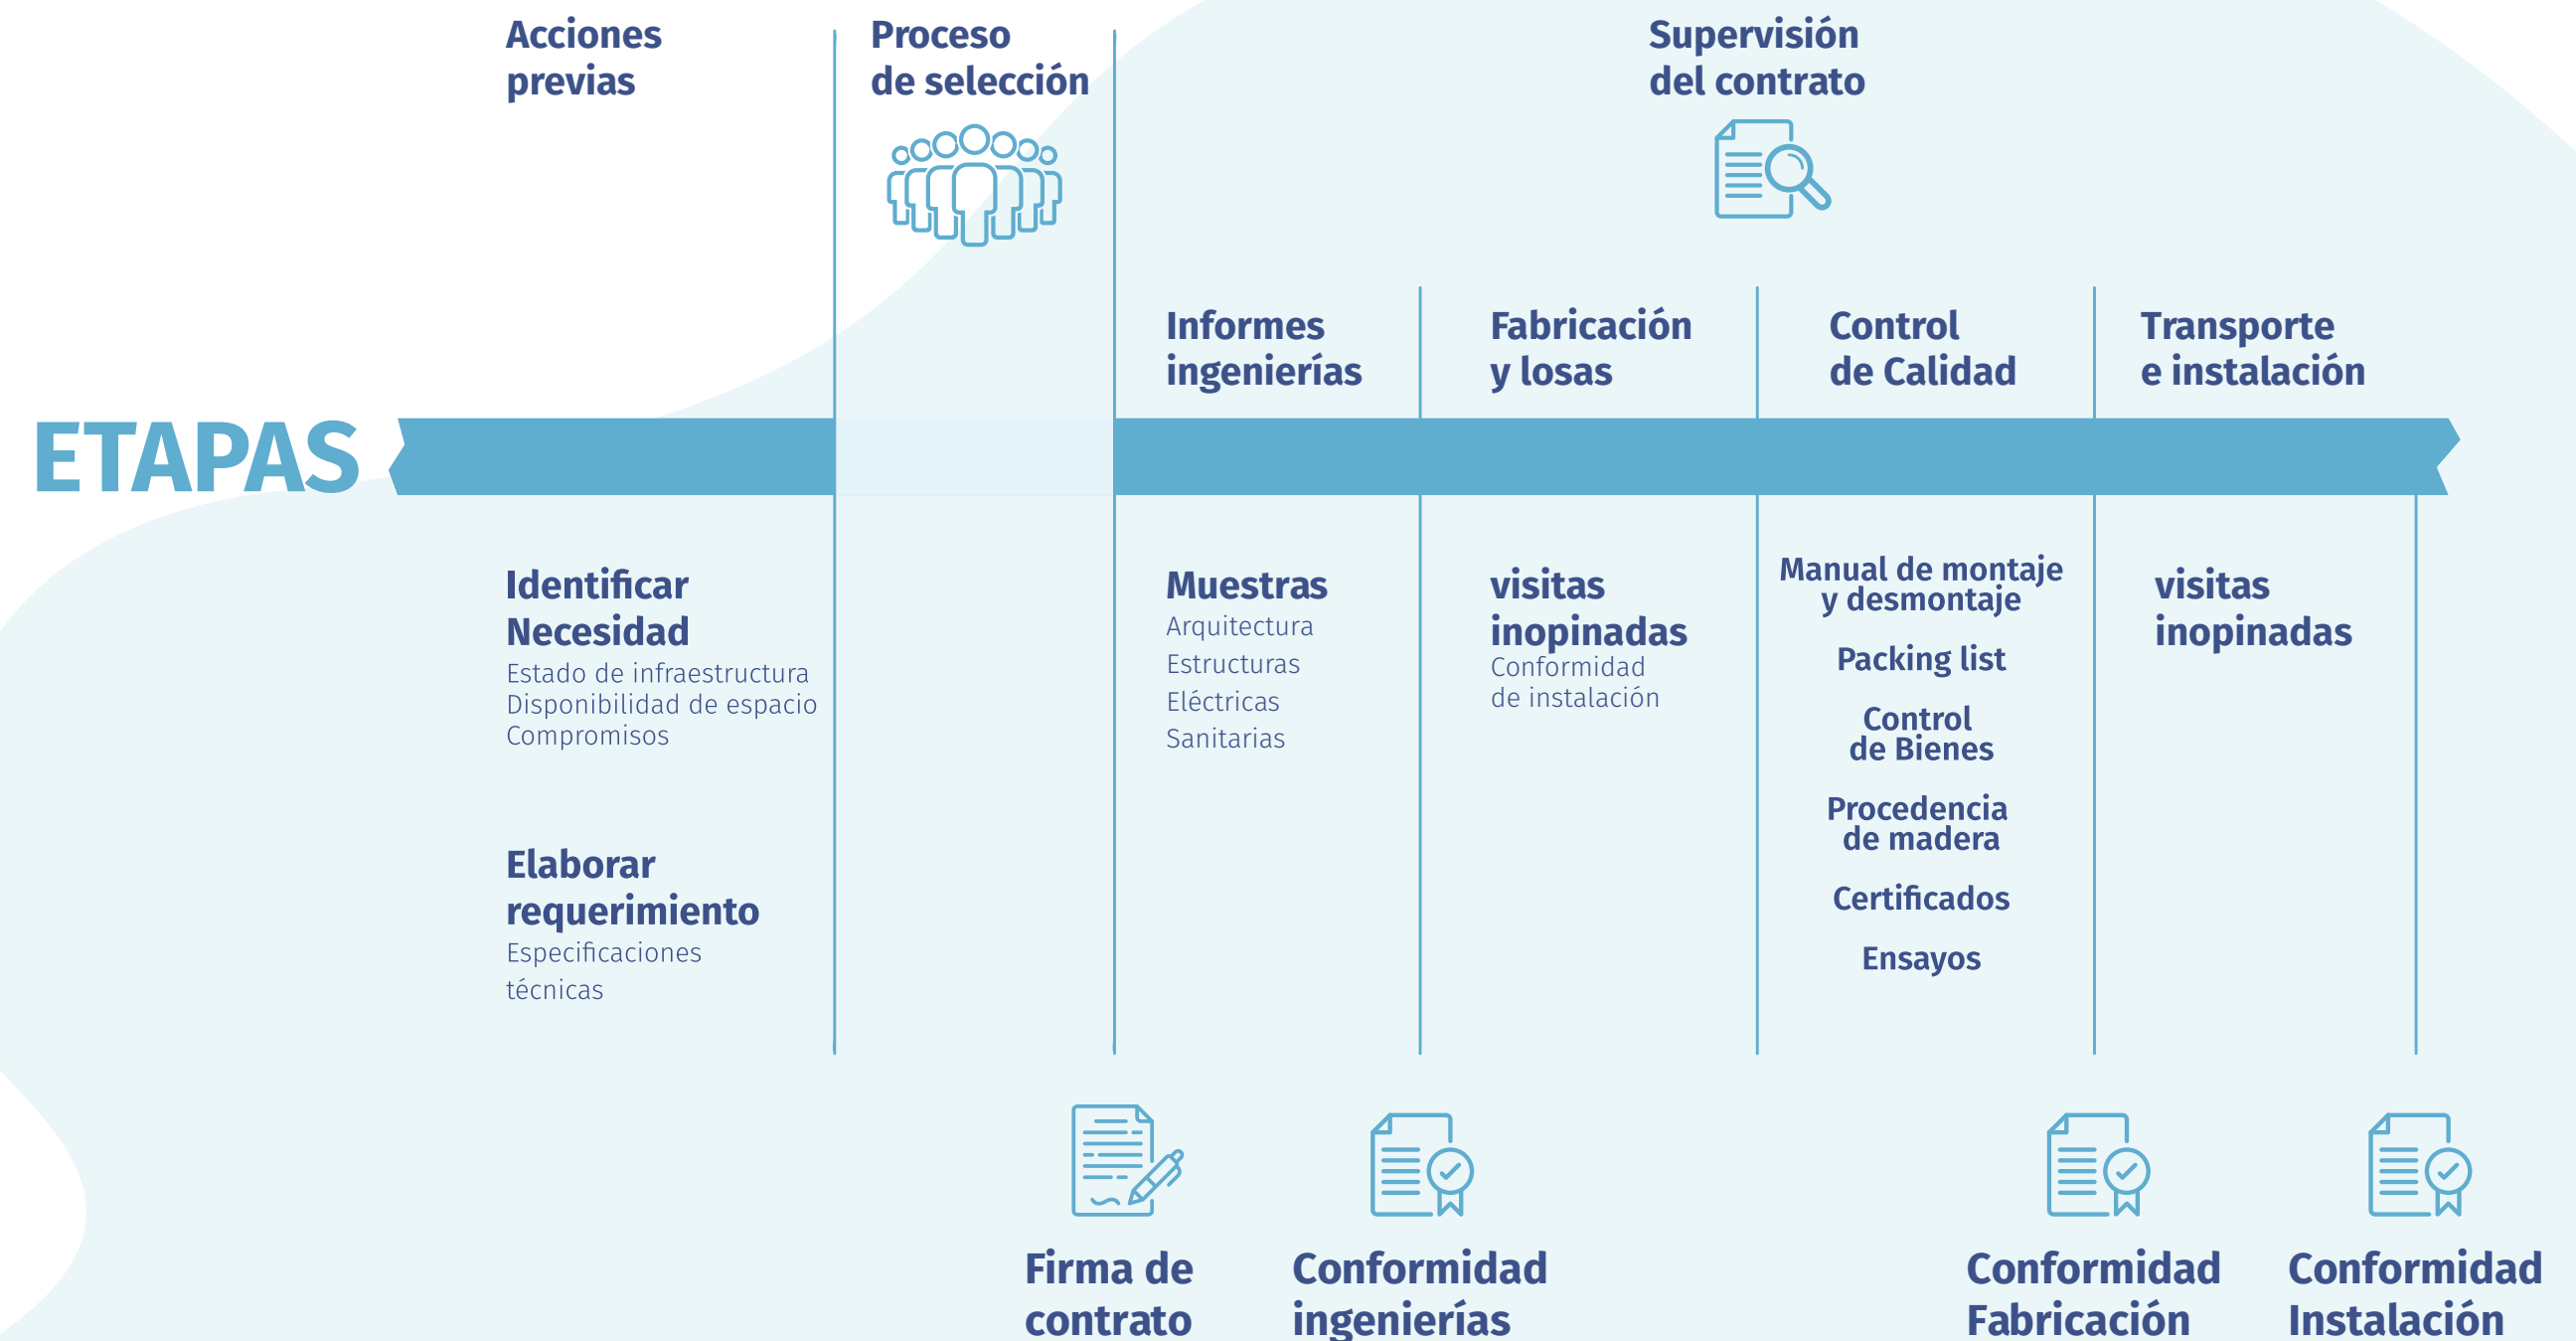 Acciones
previas
Proceso
de selección
Supervisión
del contrato
Informes
ingenierías
Fabricación
y losas
Control
de Calidad
Transporte
e instalación
ETAPAS
Identificar
Necesidad
Estado de infraestructura
Disponibilidad de espacio
Compromisos
Elaborar
requerimiento
Especificaciones
técnicas
Muestras
Arquitectura
Estructuras
Eléctricas
Sanitarias
visitas
inopinadas
Conformidad
de instalación
Manual de montaje
y desmontaje
Packing list
Control
de Bienes
Procedencia
de madera
Certificados
Ensayos
visitas
inopinadas
Firma de
contrato
Conformidad
ingenierías
Conformidad
Fabricación
Conformidad
Instalación